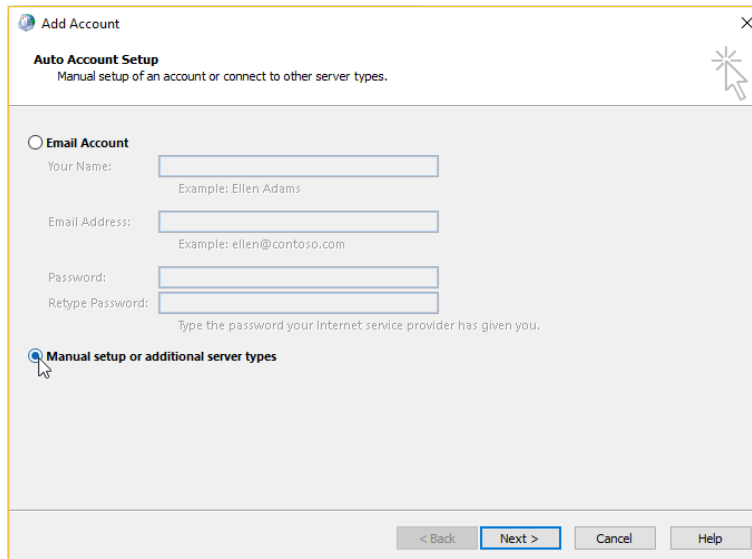 Add Account
Auto Account Setup
Manual setup of an account or connect to other server types.
Email Account
Your Name:
Example: Ellen Adams
Email Address:
Example: ellen@contoso.com
Password:
Retype Password:
Type the password your Internet service provider has given you.
Manual setup or additional server types
< Back Next > Cancel Help